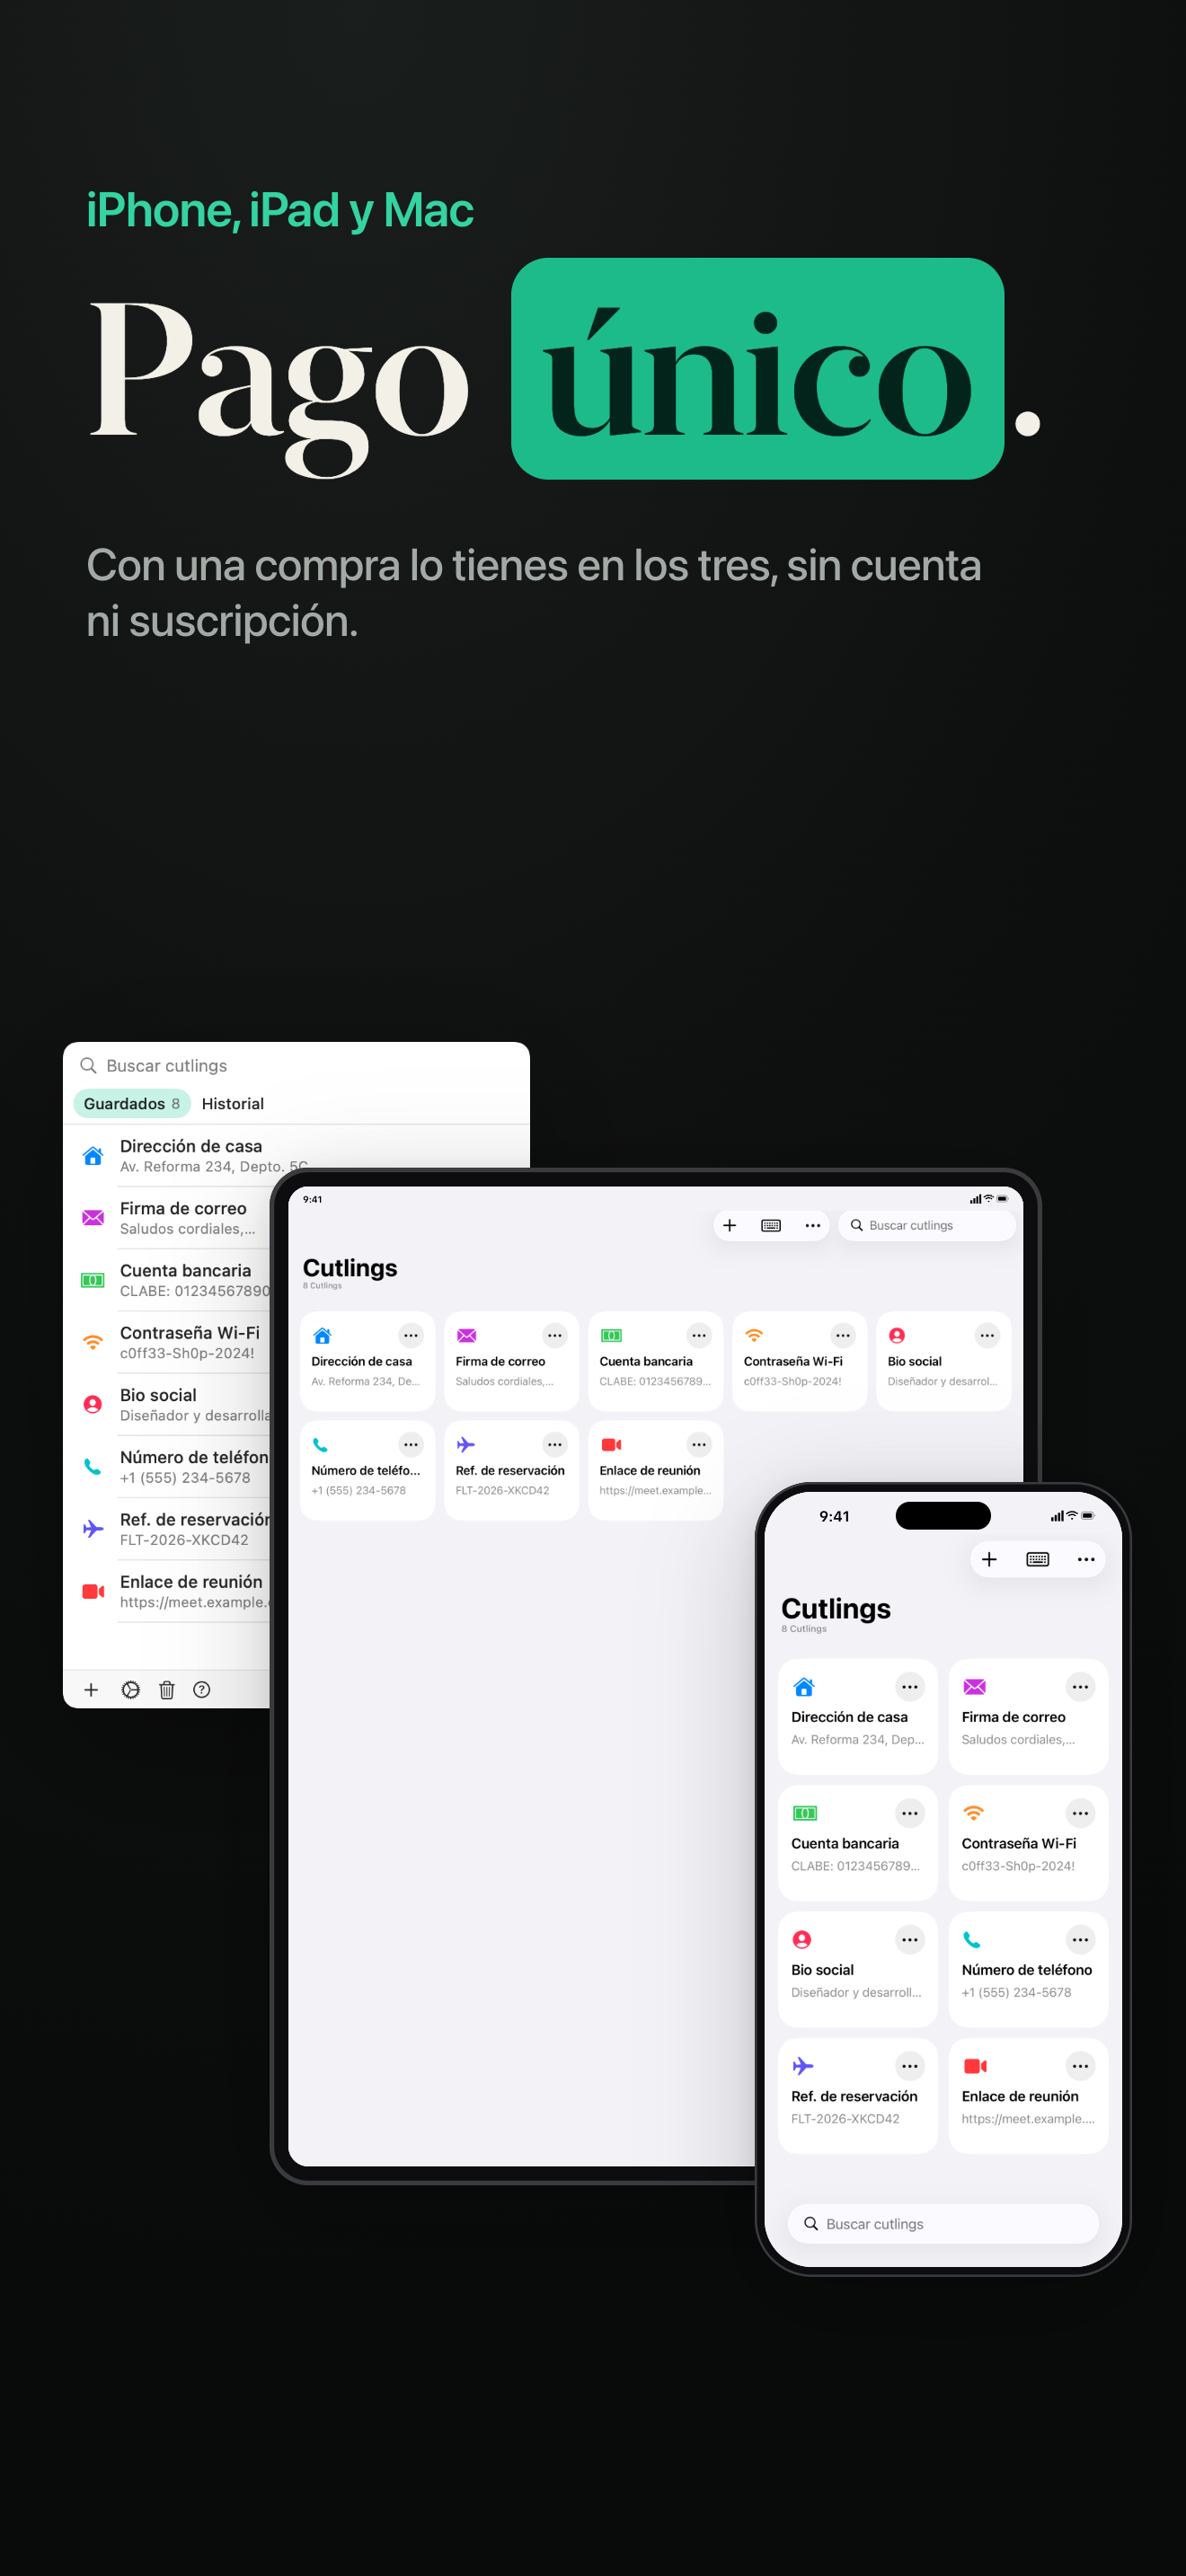 iPhone, iPad y Mac
Pago único.
Con una compra lo tienes en los tres, sin cuenta
ni suscripción.
Buscar cutlings
Guardados 8 Historial
Dirección de casa
Av. Reforma 234, Depto. 5C
Firma de correo
Saludos cordiales,...
Cuenta bancaria
CLABE: 01234567890
Contraseña Wi-Fi
c0ff33-Sh0p-2024!
Bio social
Diseñador y desarrolla
Número de teléfon
+1 (555) 234-5678
Ref. de reservación
FLT-2026-XKCD42
Enlace de reunión
https://meet.example.
9:41
Buscar cutlings
Cutlings
8 Cutlings
Dirección de casa
Av. Reforma 234, De...
Firma de correo
Saludos cordiales,...
Cuenta bancaria
CLABE: 0123456789...
Contraseña Wi-Fi
c0ff33-Sh0p-2024!
Bio social
Diseñador y desarrol...
Número de teléfo...
+1 (555) 234-5678
Ref. de reservación
FLT-2026-XKCD42
Enlace de reunión
https://meet.example...
9:41
Cutlings
8 Cutlings
Dirección de casa
Av. Reforma 234, Dep...
Firma de correo
Saludos cordiales,...
Cuenta bancaria
CLABE: 0123456789...
Contraseña Wi-Fi
c0ff33-Sh0p-2024!
Bio social
Diseñador y desarroll...
Número de teléfono
+1 (555) 234-5678
Ref. de reservación
FLT-2026-XKCD42
Enlace de reunión
https://meet.example....
Buscar cutlings